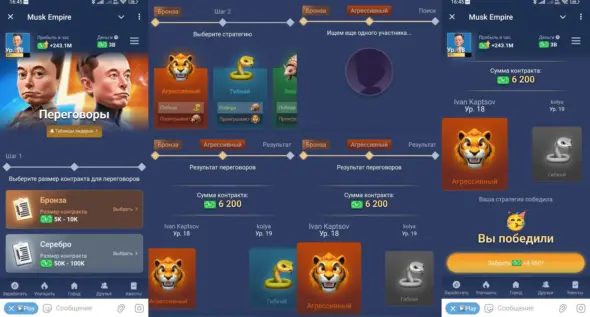 16:45
Musk Empire
Ур. 18
Прибыль в час
+243.1M
Деньги
3B
Переговоры
Таблицы лидеров
Шаг 1
Выберите размер контракта для переговоров
Бронза
Размер контракта
5K - 10K
Выбрать
Серебро
Размер контракта
50K - 100K
Выбрать
Заработать
Улучшить
Город
Друзья
Квесты
Play
Сообщение
Бронза
Шаг 2
Выберите стратегию
Агрессивный
Победа
Проигрывает
Гибкий
Победа
Проигрывает
Бронза
Агрессивный
Поиск
Ищем еще одного участника...
Бронза
Агрессивный
Результат
Результат переговоров
Сумма контракта:
6 200
Ivan Kaptsov
Ур. 18
kolya
Ур. 19
Гибкий
Бронза
Агрессивный
Результат
Результат переговоров
Сумма контракта:
6 200
Ivan Kaptsov
Ур. 18
kolya
Ур. 19
Агрессивный
Гибкий
16:45
Musk Empire
Ур. 18
Прибыль в час
+243.1M
Деньги
3B
Сумма контракта:
6 200
Ivan Kaptsov
Ур. 18
kolya
Ур. 19
Агрессивный
Гибкий
Ваша стратегия победила
Вы победили
Забрать
Заработать
Улучшить
Город
Друзья
Квесты
Play
Сообщение